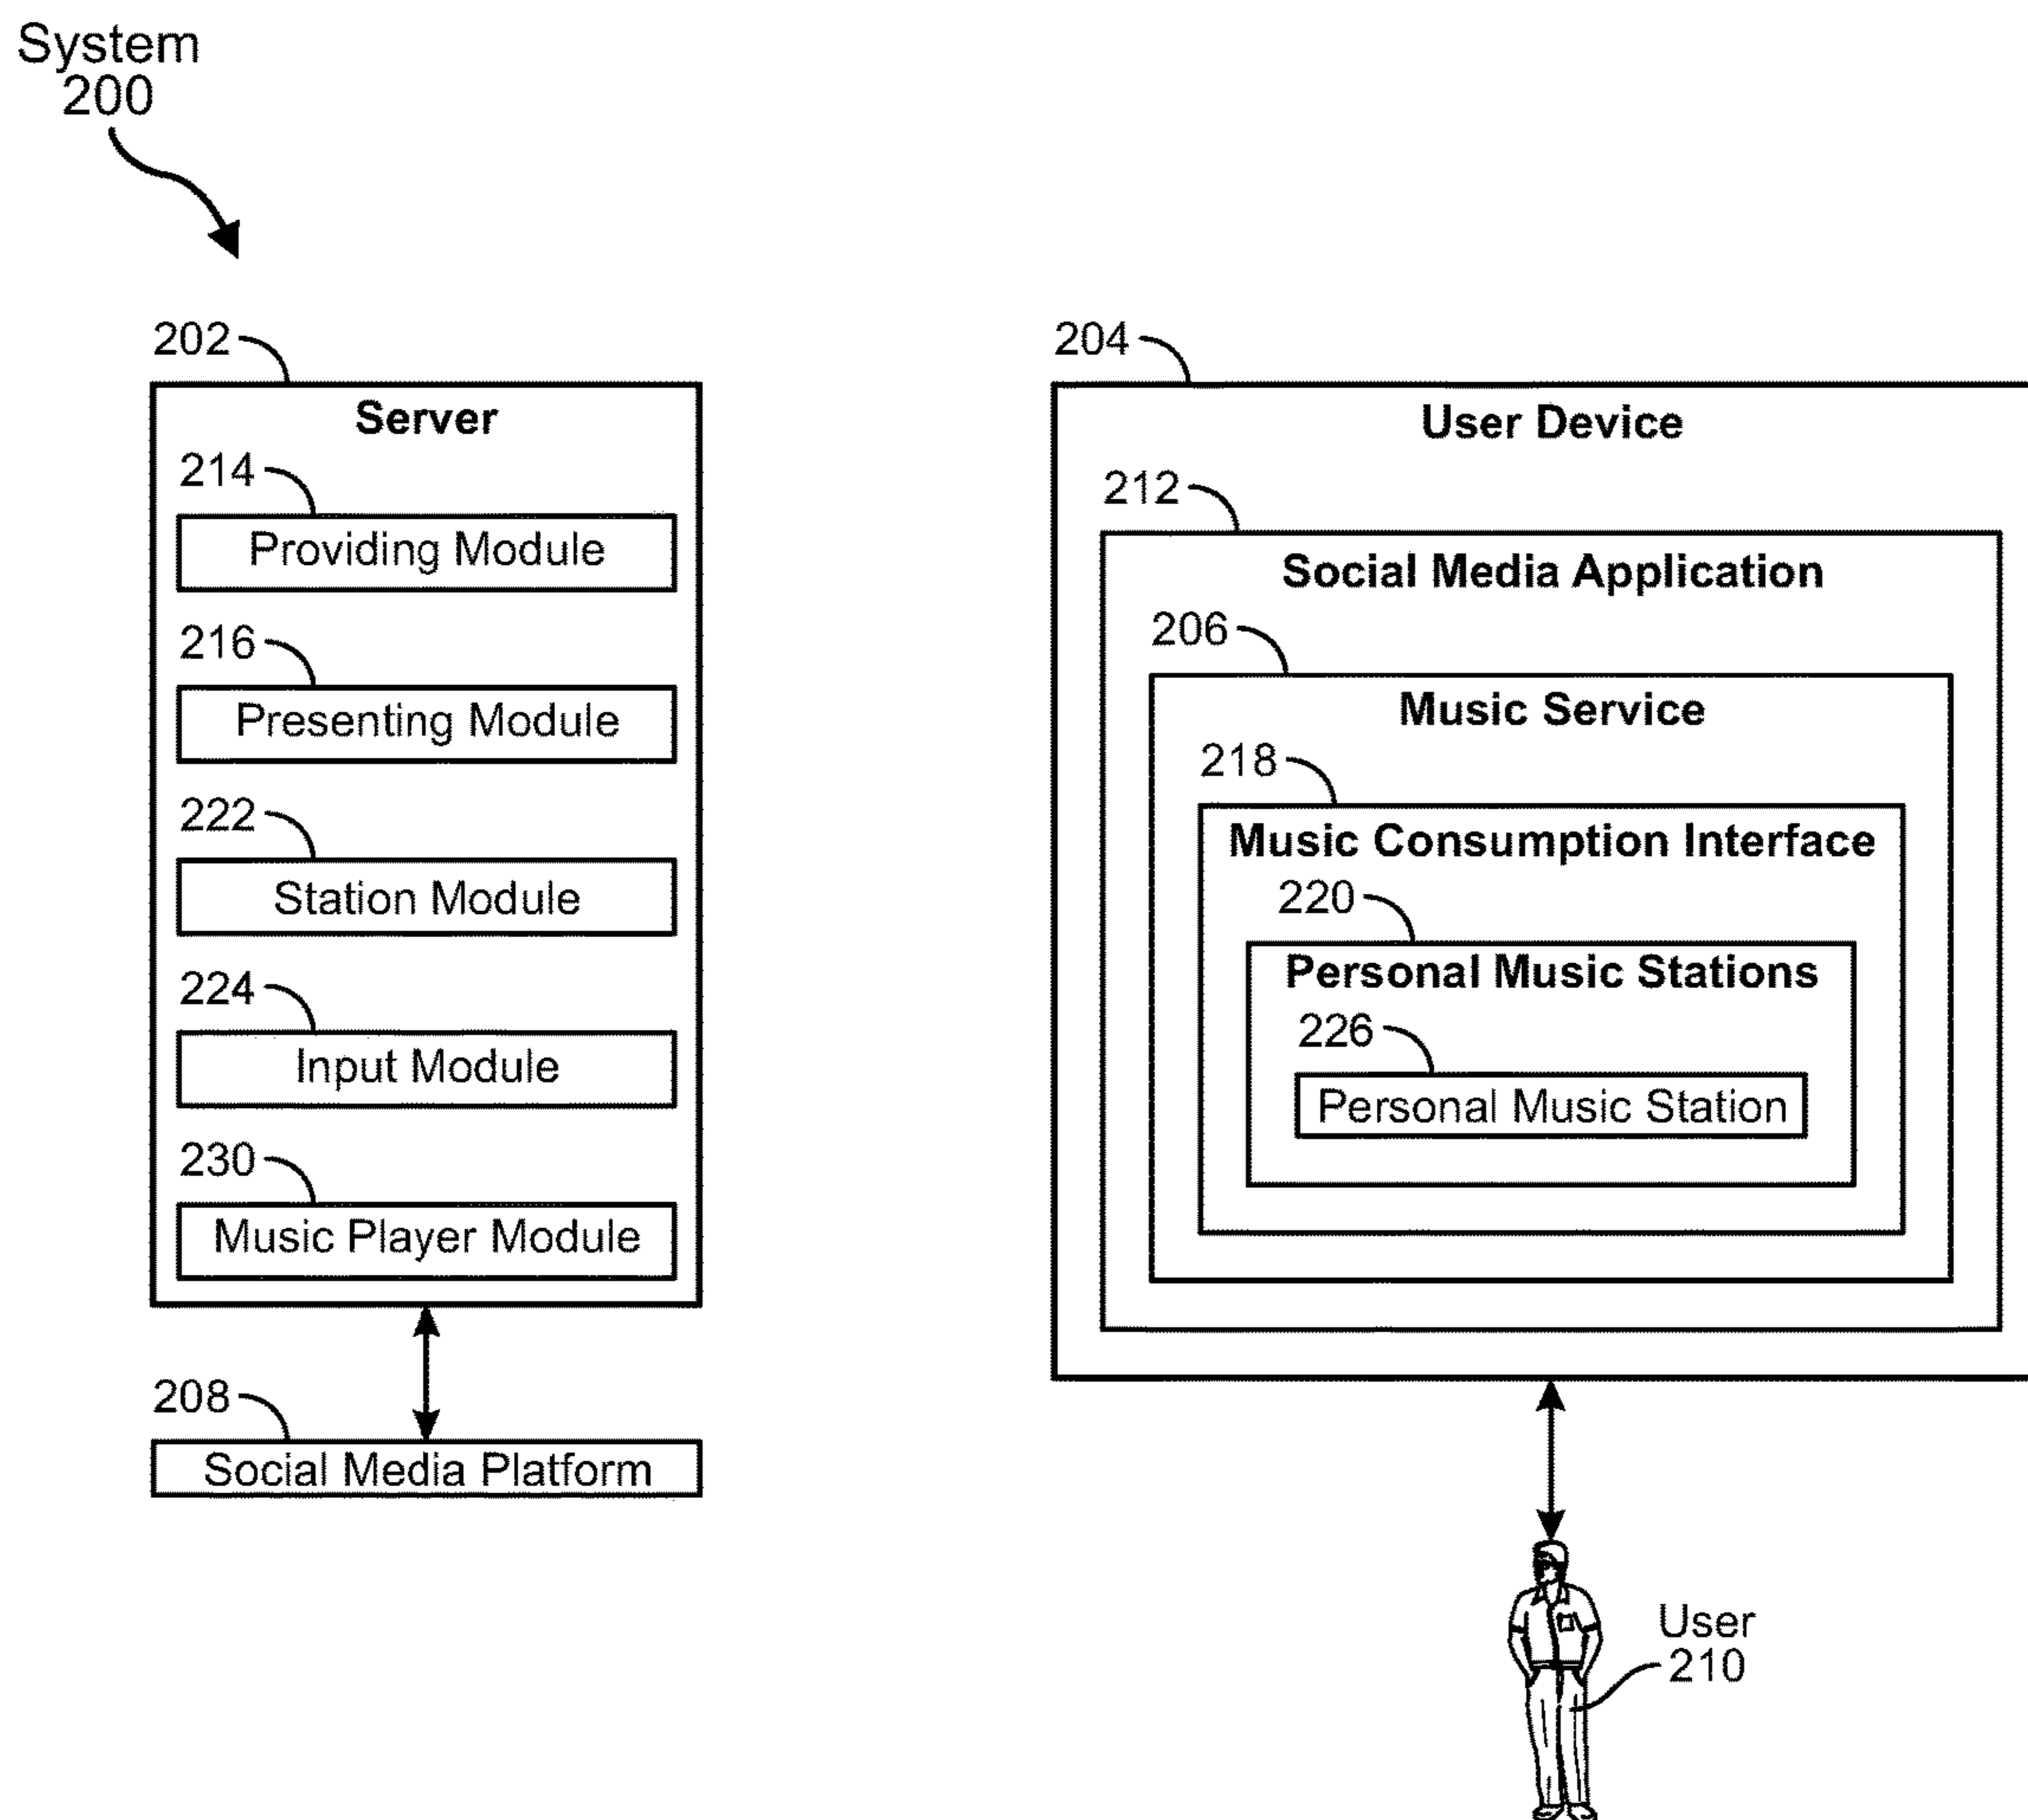 System
200
202
Server
214
Providing Module
216
Presenting Module
222
Station Module
224
Input Module
230
Music Player Module
208
Social Media Platform
204
User Device
212
Social Media Application
206
Music Service
218
Music Consumption Interface
220
Personal Music Stations
226
Personal Music Station
User
210